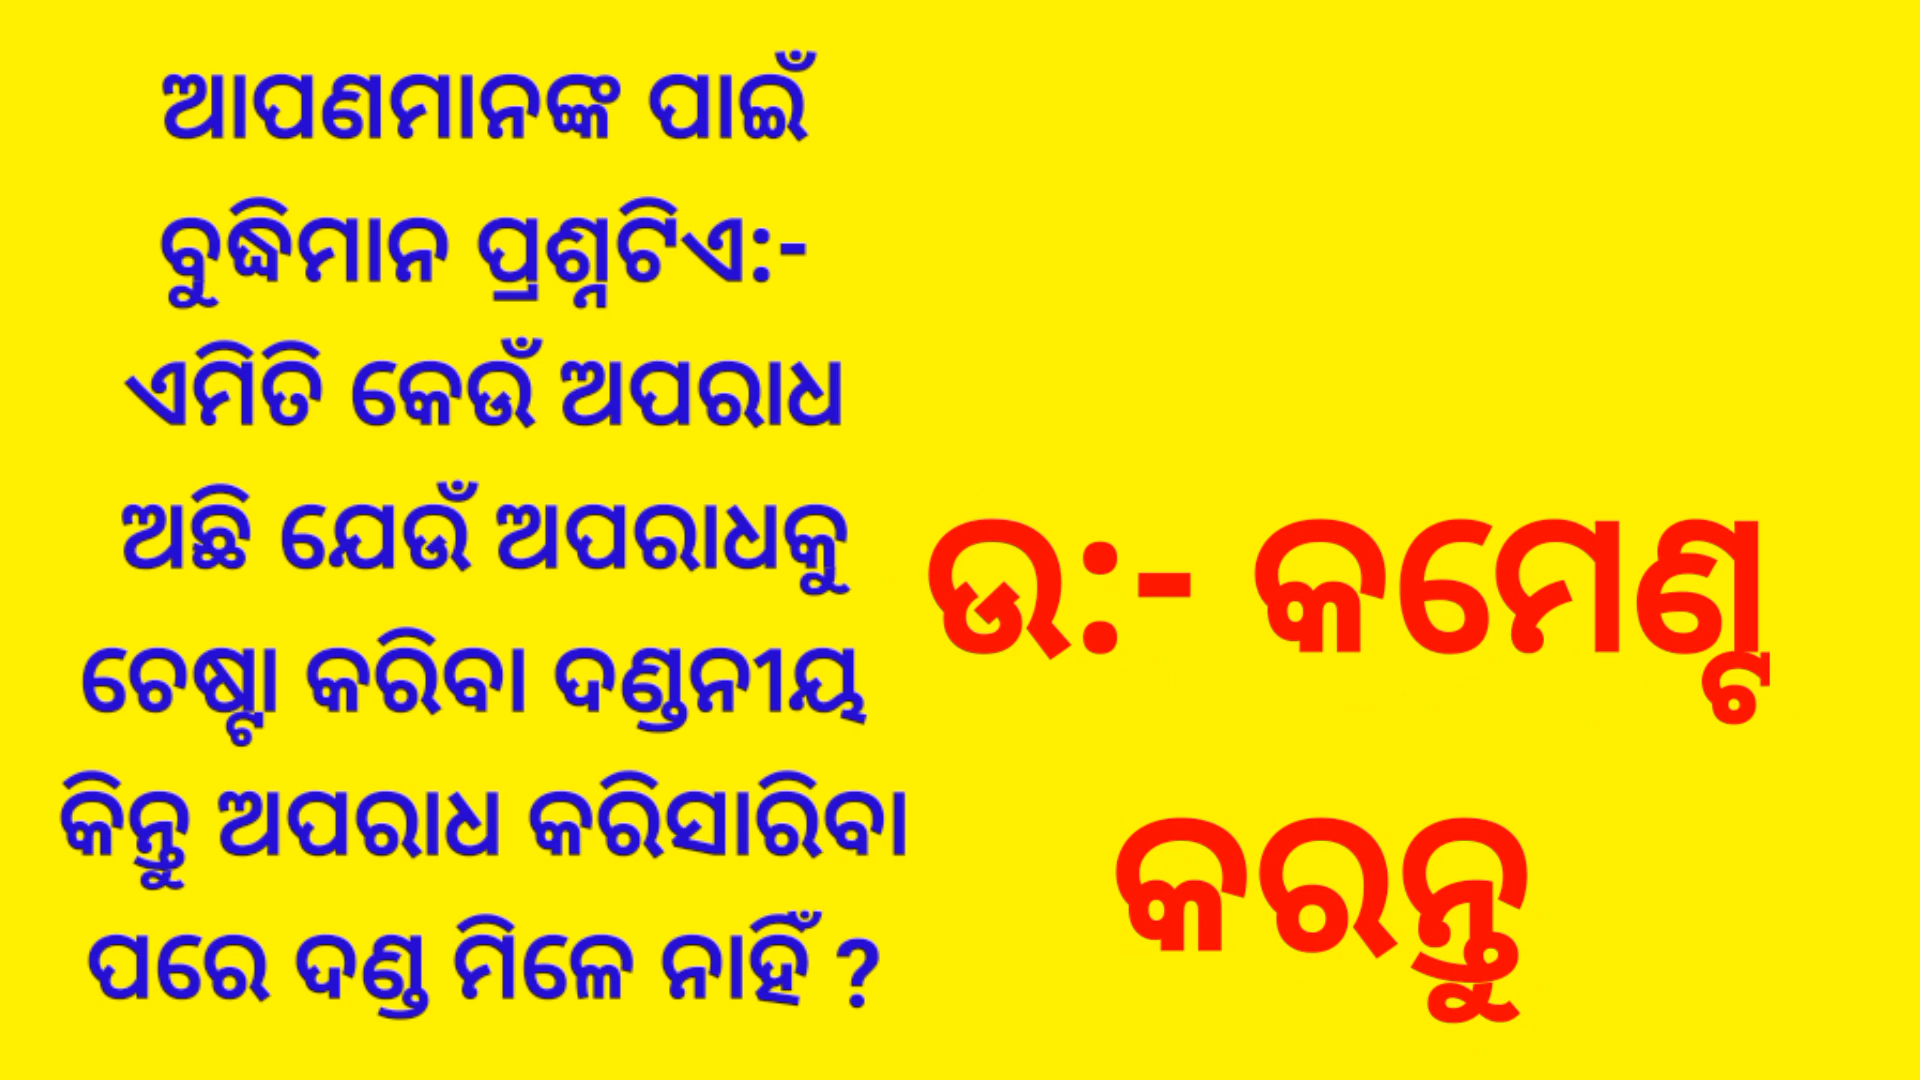 ଆପଣମାନଙ୍କ ପାଇଁ
ବୁଦ୍ଧିମାନ ପ୍ରଶ୍ନଟିଏ:-
ଏମିତି କେଉଁ ଅପରାଧ
ଅଛି ଯେଉଁ ଅପରାଧକୁ
ଚେଷ୍ଟା କରିବା ଦଣ୍ଡନୀୟ
କିନ୍ତୁ ଅପରାଧ କରିସାରିବା
ପରେ ଦଣ୍ଡ ମିଳେ ନାହିଁ ?
ଉ:- କମେଣ୍ଟ
କରନ୍ତୁ